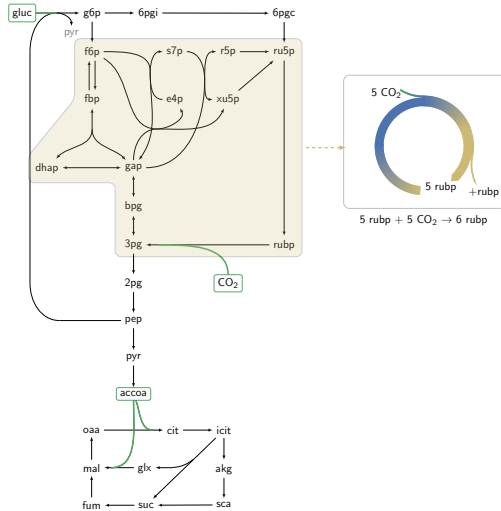 gluc g6p 6pgi 6pgc
pyr
f6p s7p r5p ru5p
5 CO₂
fbp e4p xu5p
dhap gap
5 rubp +rubp
bpg
5 rubp + 5 CO₂ → 6 rubp
3pg rubp
2pg CO₂
pep
pyr
accoa
oaa cit icit
mal glx akg
fum suc sca